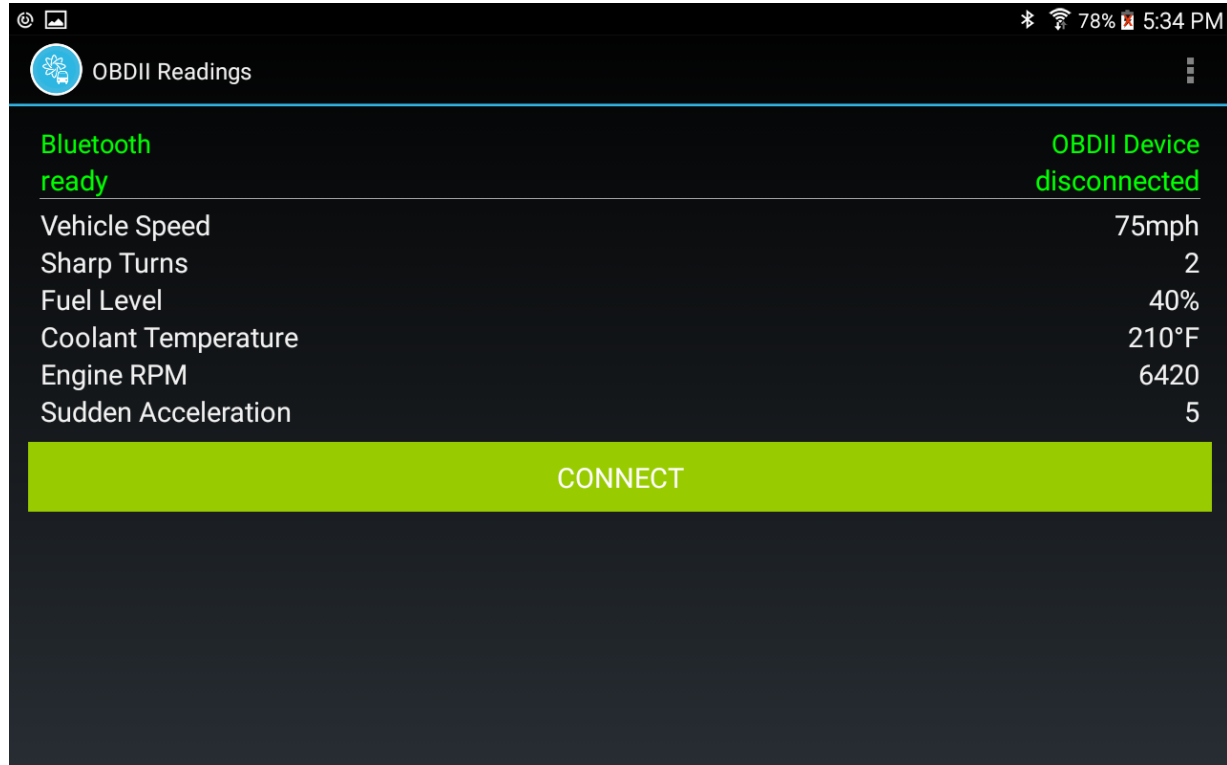 78% 5:34 PM
OBDII Readings
Bluetooth OBDII Device
ready disconnected
Vehicle Speed 75mph
Sharp Turns 2
Fuel Level 40%
Coolant Temperature 210°F
Engine RPM 6420
Sudden Acceleration 5
CONNECT